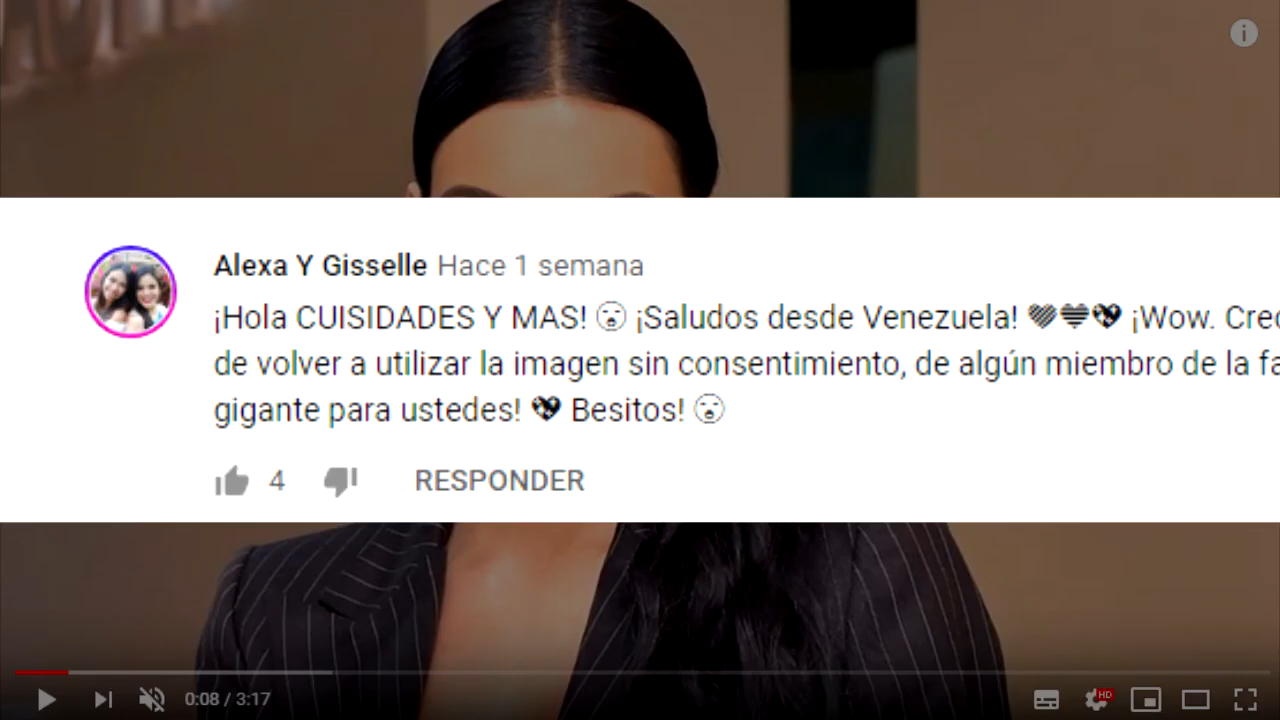 Alexa Y Gisselle Hace 1 semana
¡Hola CUISIDADES Y MAS! 😮 ¡Saludos desde Venezuela! 💜💙💖 ¡Wow.
de volver a utilizar la imagen sin consentimiento, de algún miembro de la
gigante para ustedes! 💖 Besitos! 😮
4 RESPONDER
0:08 / 3:17 HD